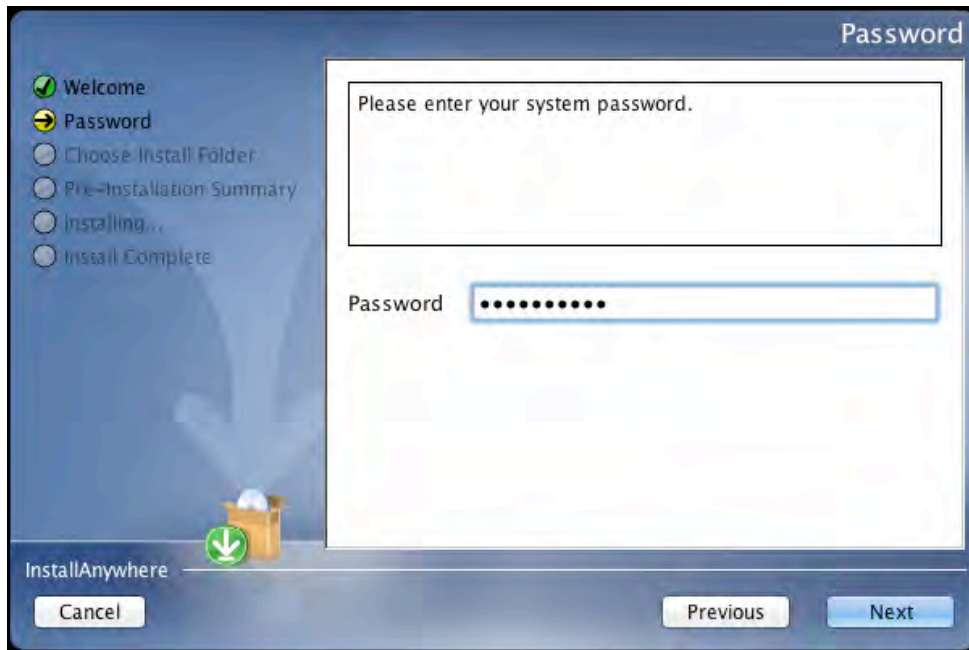 Password
Welcome
Password
Choose Install Folder
Pre-Installation Summary
Installing...
Install Complete
Please enter your system password.
Password ••••••••••
InstallAnywhere
Cancel
Previous
Next